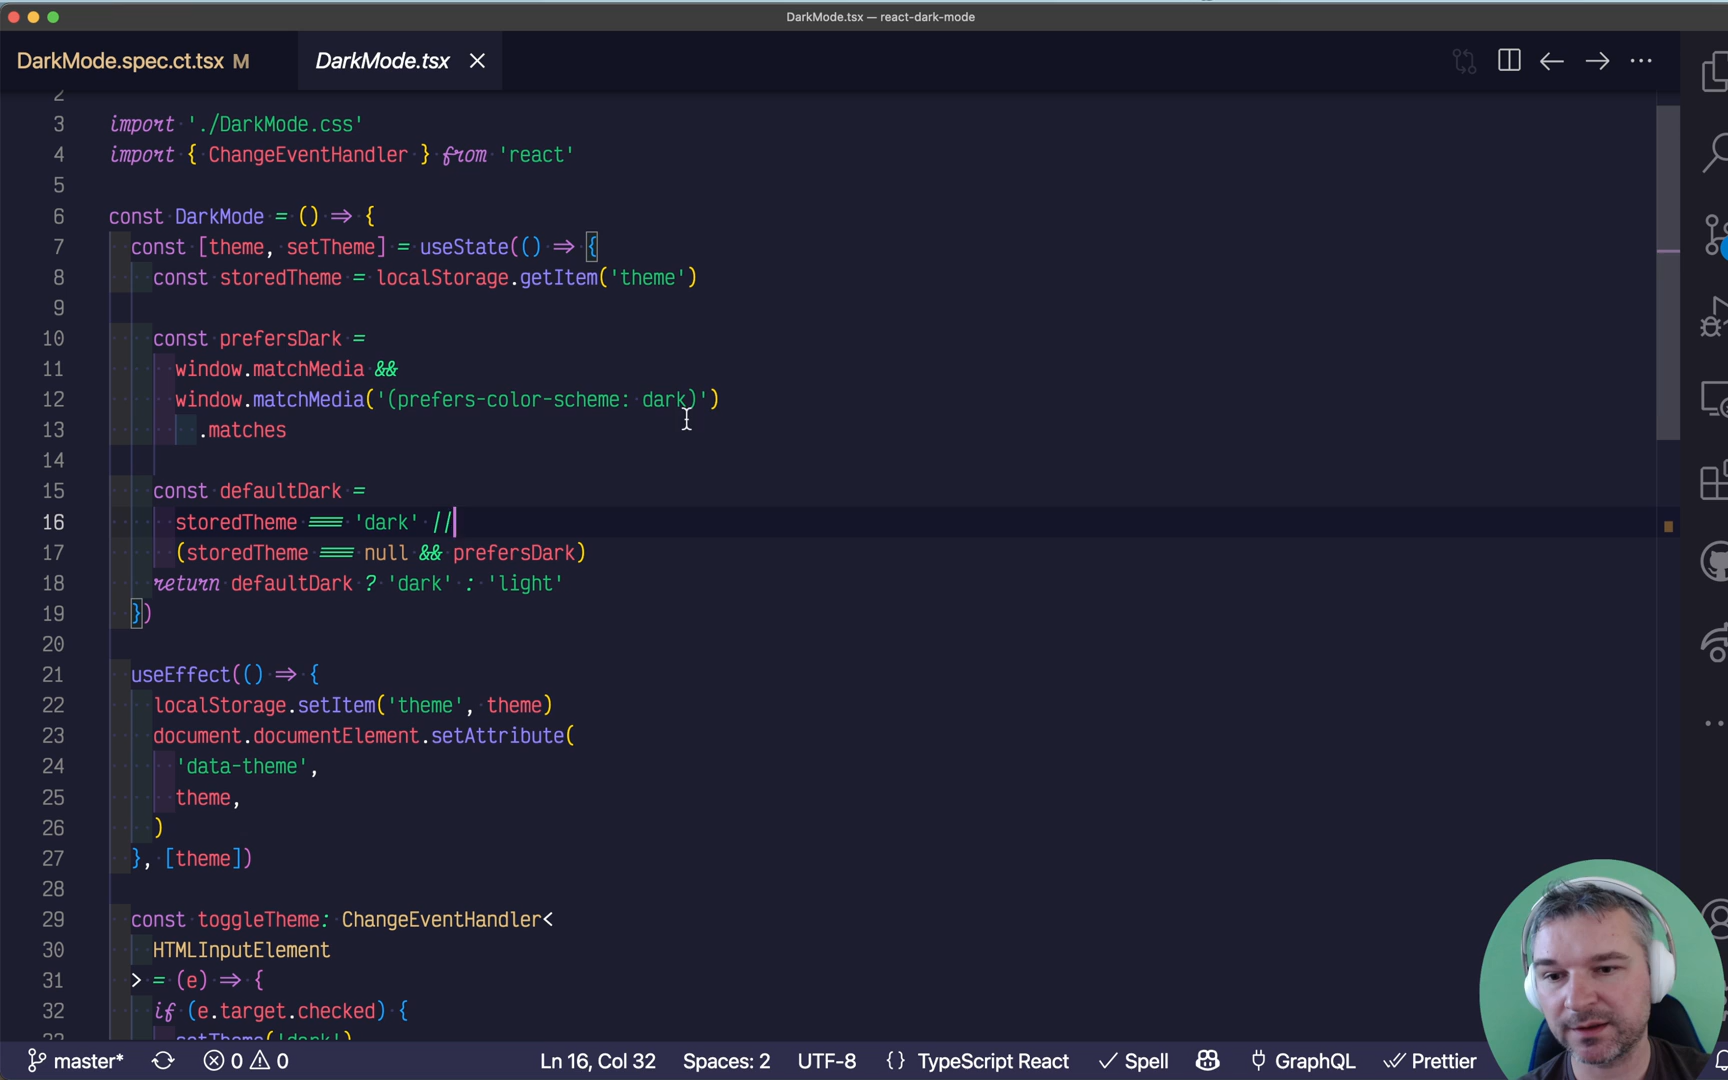 DarkMode.tsx — react-dark-mode
DarkMode.spec.ct.tsx M
DarkMode.tsx
2
3 import './DarkMode.css'
4 import { ChangeEventHandler } from 'react'
5
6 const DarkMode = () => {
7 const [theme, setTheme] = useState(() => {
8 const storedTheme = localStorage.getItem('theme')
9
10 const prefersDark =
11 window.matchMedia &&
12 window.matchMedia('(prefers-color-scheme: dark)')
13 .matches
14
15 const defaultDark =
16 storedTheme === 'dark' ||
17 (storedTheme === null && prefersDark)
18 return defaultDark ? 'dark' : 'light'
19 })
20
21 useEffect(() => {
22 localStorage.setItem('theme', theme)
23 document.documentElement.setAttribute(
24 'data-theme',
25 theme,
26 )
27 }, [theme])
28
29 const toggleTheme: ChangeEventHandler<
30 HTMLInputElement
31 > = (e) => {
32 if (e.target.checked) {
33 setTheme('dark')
master* 0 0 Ln 16, Col 32 Spaces: 2 UTF-8 {} TypeScript React Spell GraphQL Prettier